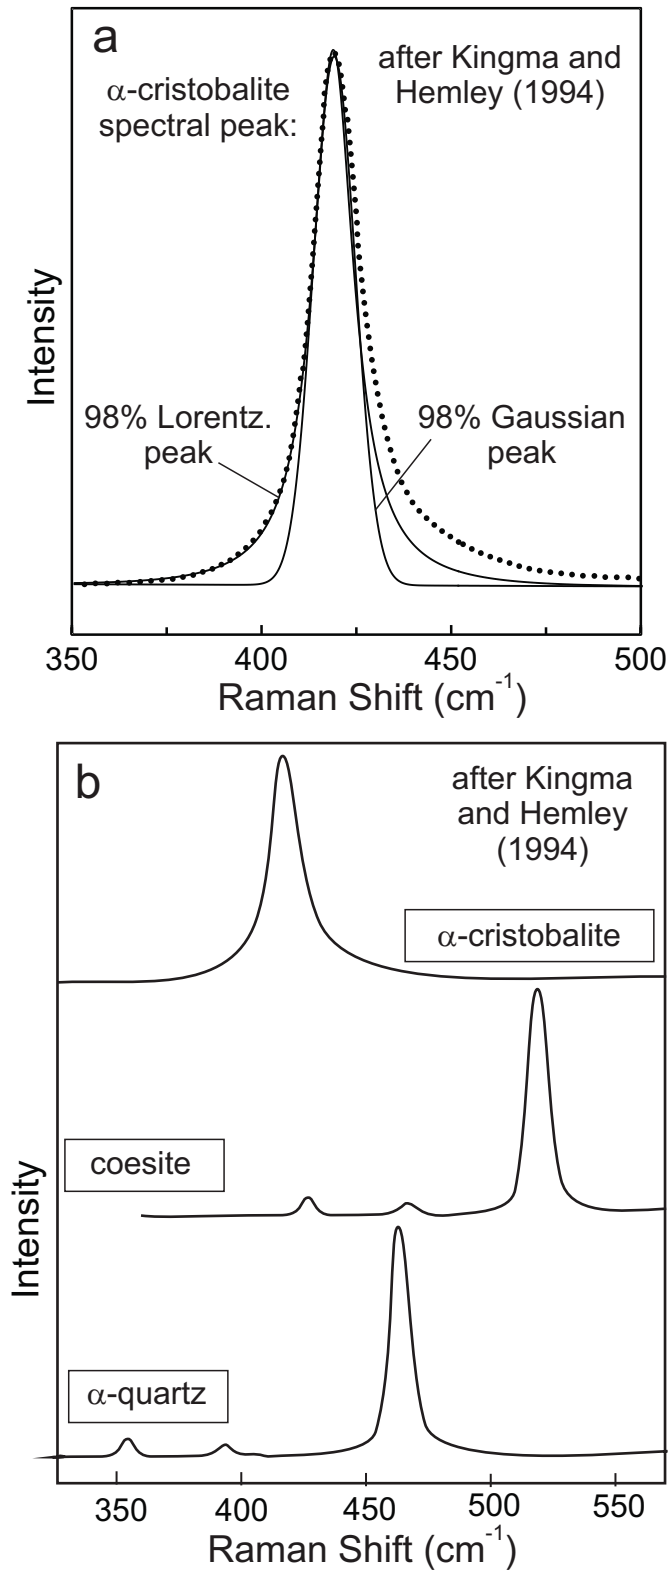 a
α-cristobalite
spectral peak:
after Kingma and
Hemley (1994)
98% Lorentz.
peak
98% Gaussian
peak
Intensity
350 400 450 500
Raman Shift (cm⁻¹)
b
after Kingma
and Hemley
(1994)
α-cristobalite
coesite
α-quartz
Intensity
350 400 450 500 550
Raman Shift (cm⁻¹)